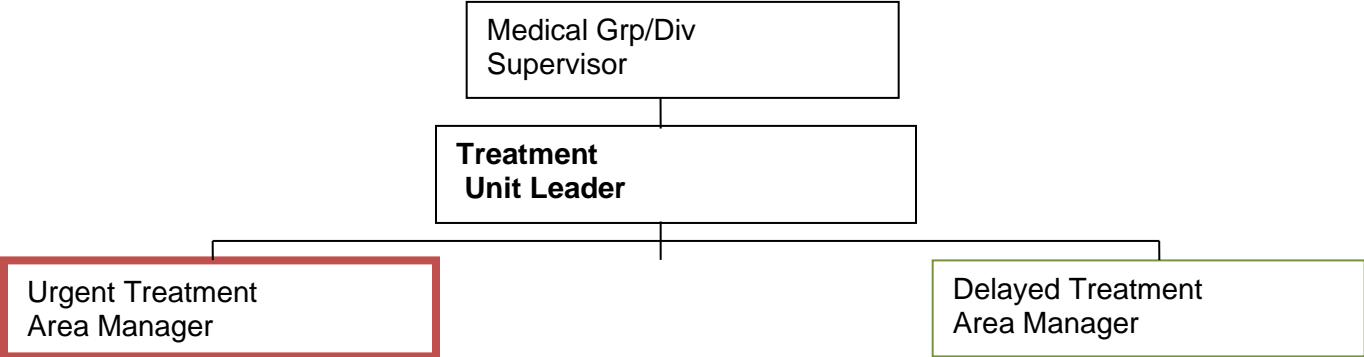 Medical Grp/Div
Supervisor
Treatment
Unit Leader
Urgent Treatment
Area Manager
Delayed Treatment
Area Manager